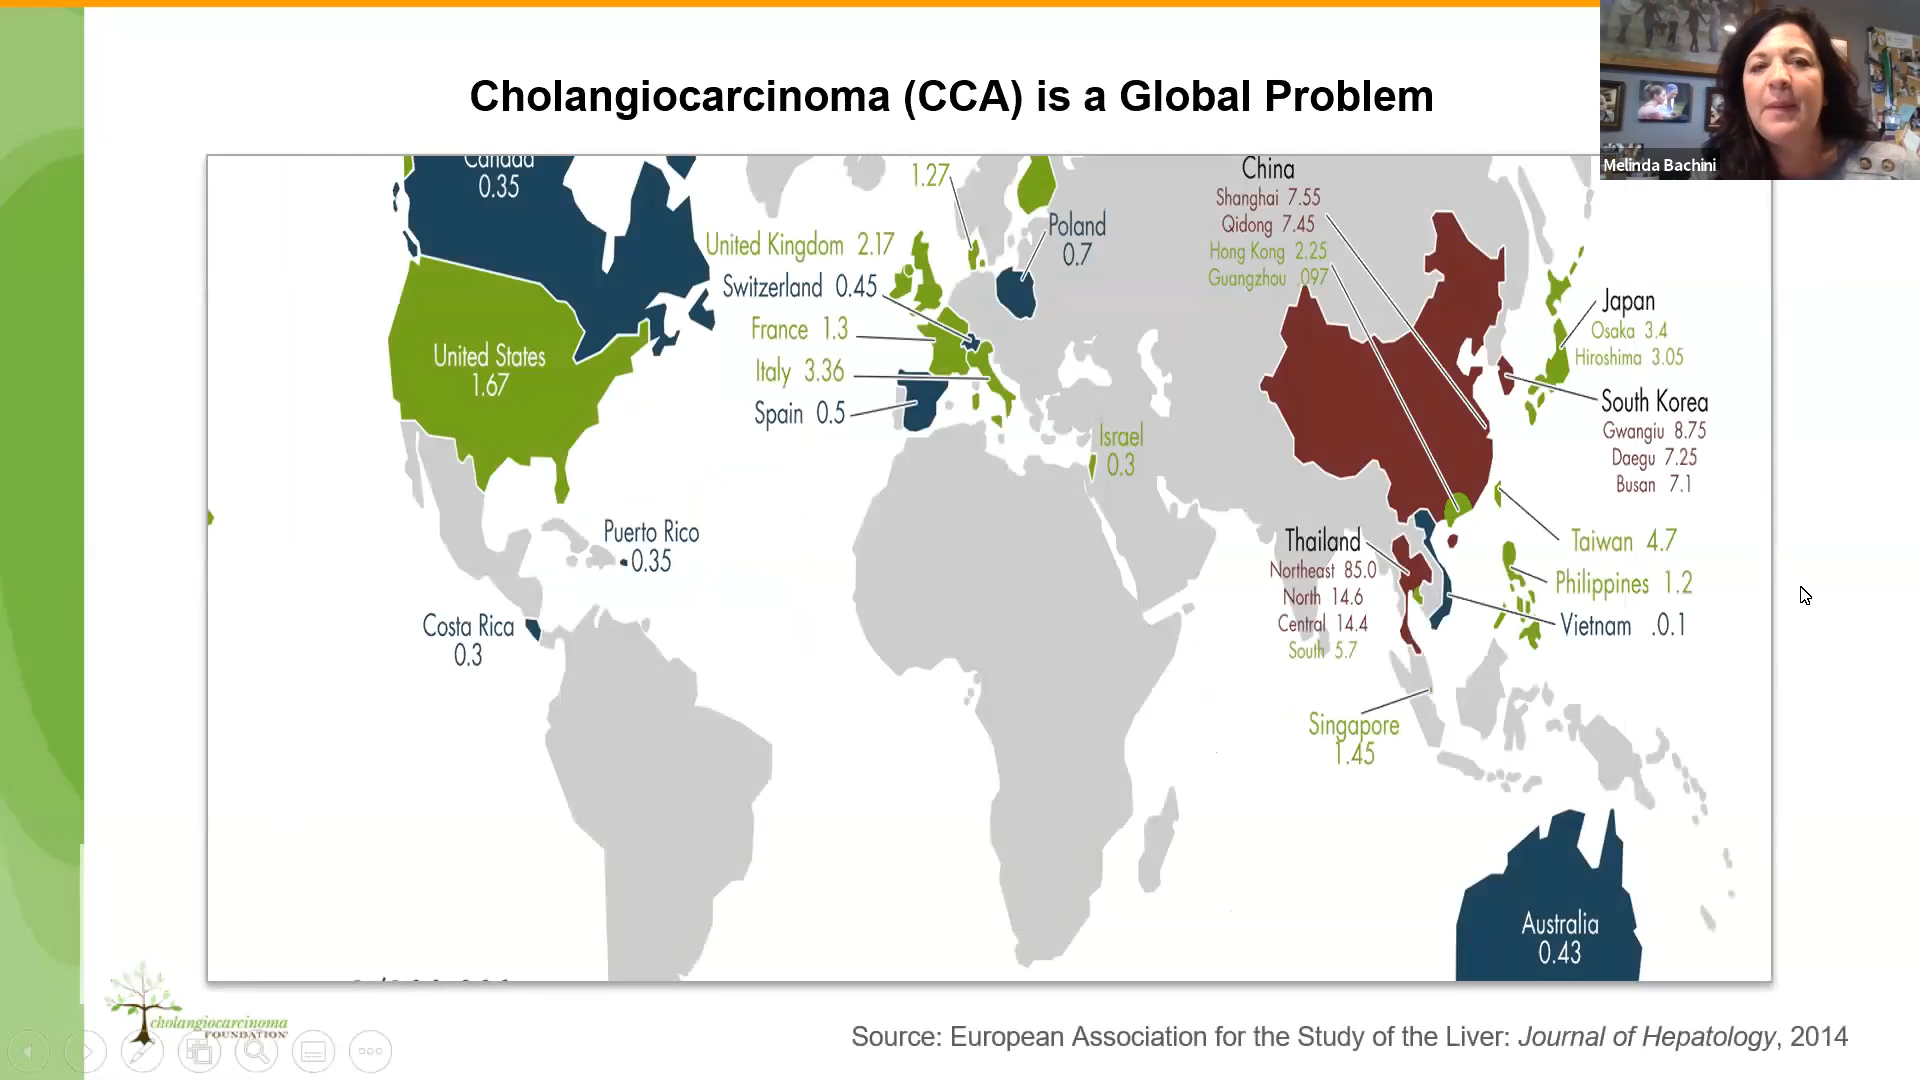 Cholangiocarcinoma (CCA) is a Global Problem
Melinda Bachini
Canada
0.35
United States
1.67
Puerto Rico
0.35
Costa Rica
0.3
1.27
United Kingdom 2.17
Switzerland 0.45
France 1.3
Italy 3.36
Spain 0.5
Poland
0.7
Israel
0.3
China
Shanghai 7.55
Qidong 7.45
Hong Kong 2.25
Guangzhou .097
Japan
Osaka 3.4
Hiroshima 3.05
South Korea
Gwangiu 8.75
Daegu 7.25
Busan 7.1
Thailand
Northeast 85.0
North 14.6
Central 14.4
South 5.7
Taiwan 4.7
Philippines 1.2
Vietnam .0.1
Singapore
1.45
Australia
0.43
cholangiocarcinoma
FOUNDATION
Source: European Association for the Study of the Liver: Journal of Hepatology, 2014